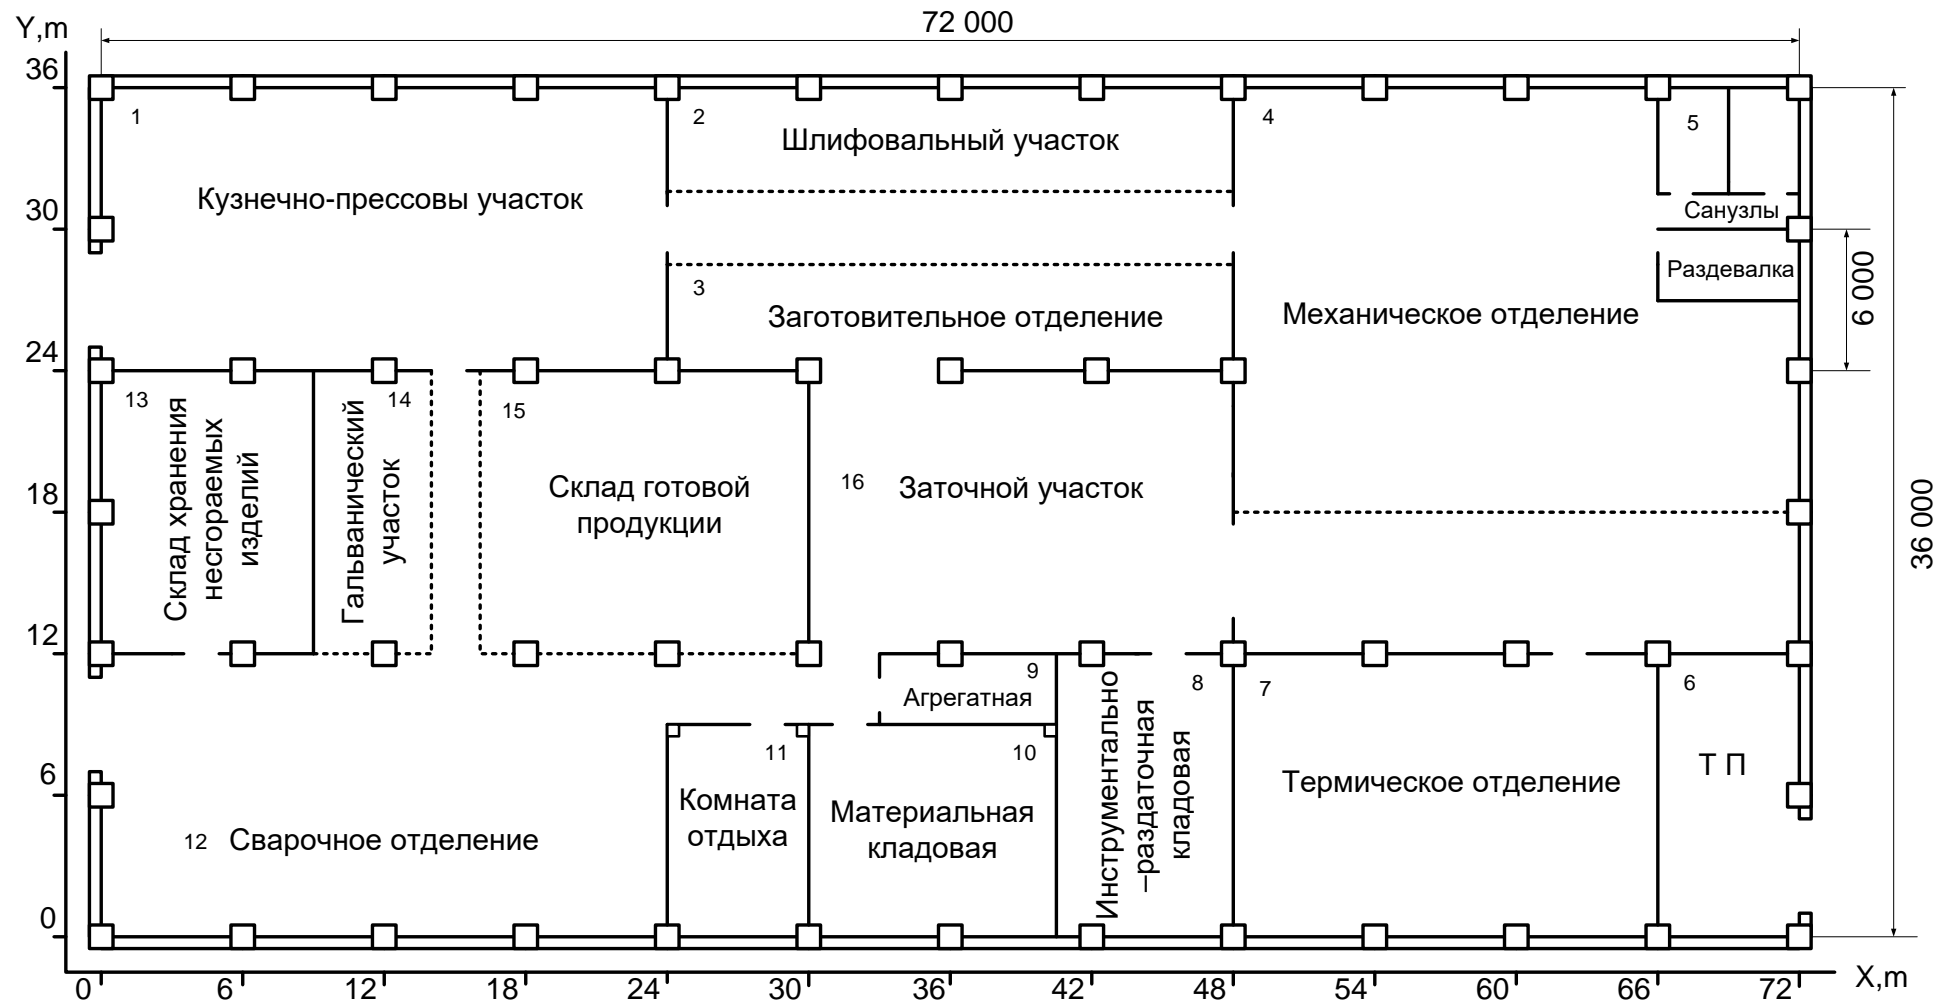 72 000
Y,m
36
1
2
4
5
Шлифовальный участок
Кузнечно-прессовы участок
30
Санузлы
Раздевалка
6 000
3
Заготовительное отделение
Механическое отделение
24
13
14
15
Склад хранения
несгораемых
изделий
Гальванический
участок
Склад готовой
продукции
16
Заточной участок
18
36 000
12
9
8
7
6
Агрегатная
Инструментально
–раздаточная
кладовая
11
10
Т П
Термическое отделение
6
Комната
отдыха
Материальная
кладовая
12
Сварочное отделение
0
0 6 12 18 24 30 36 42 48 54 60 66 72
X,m